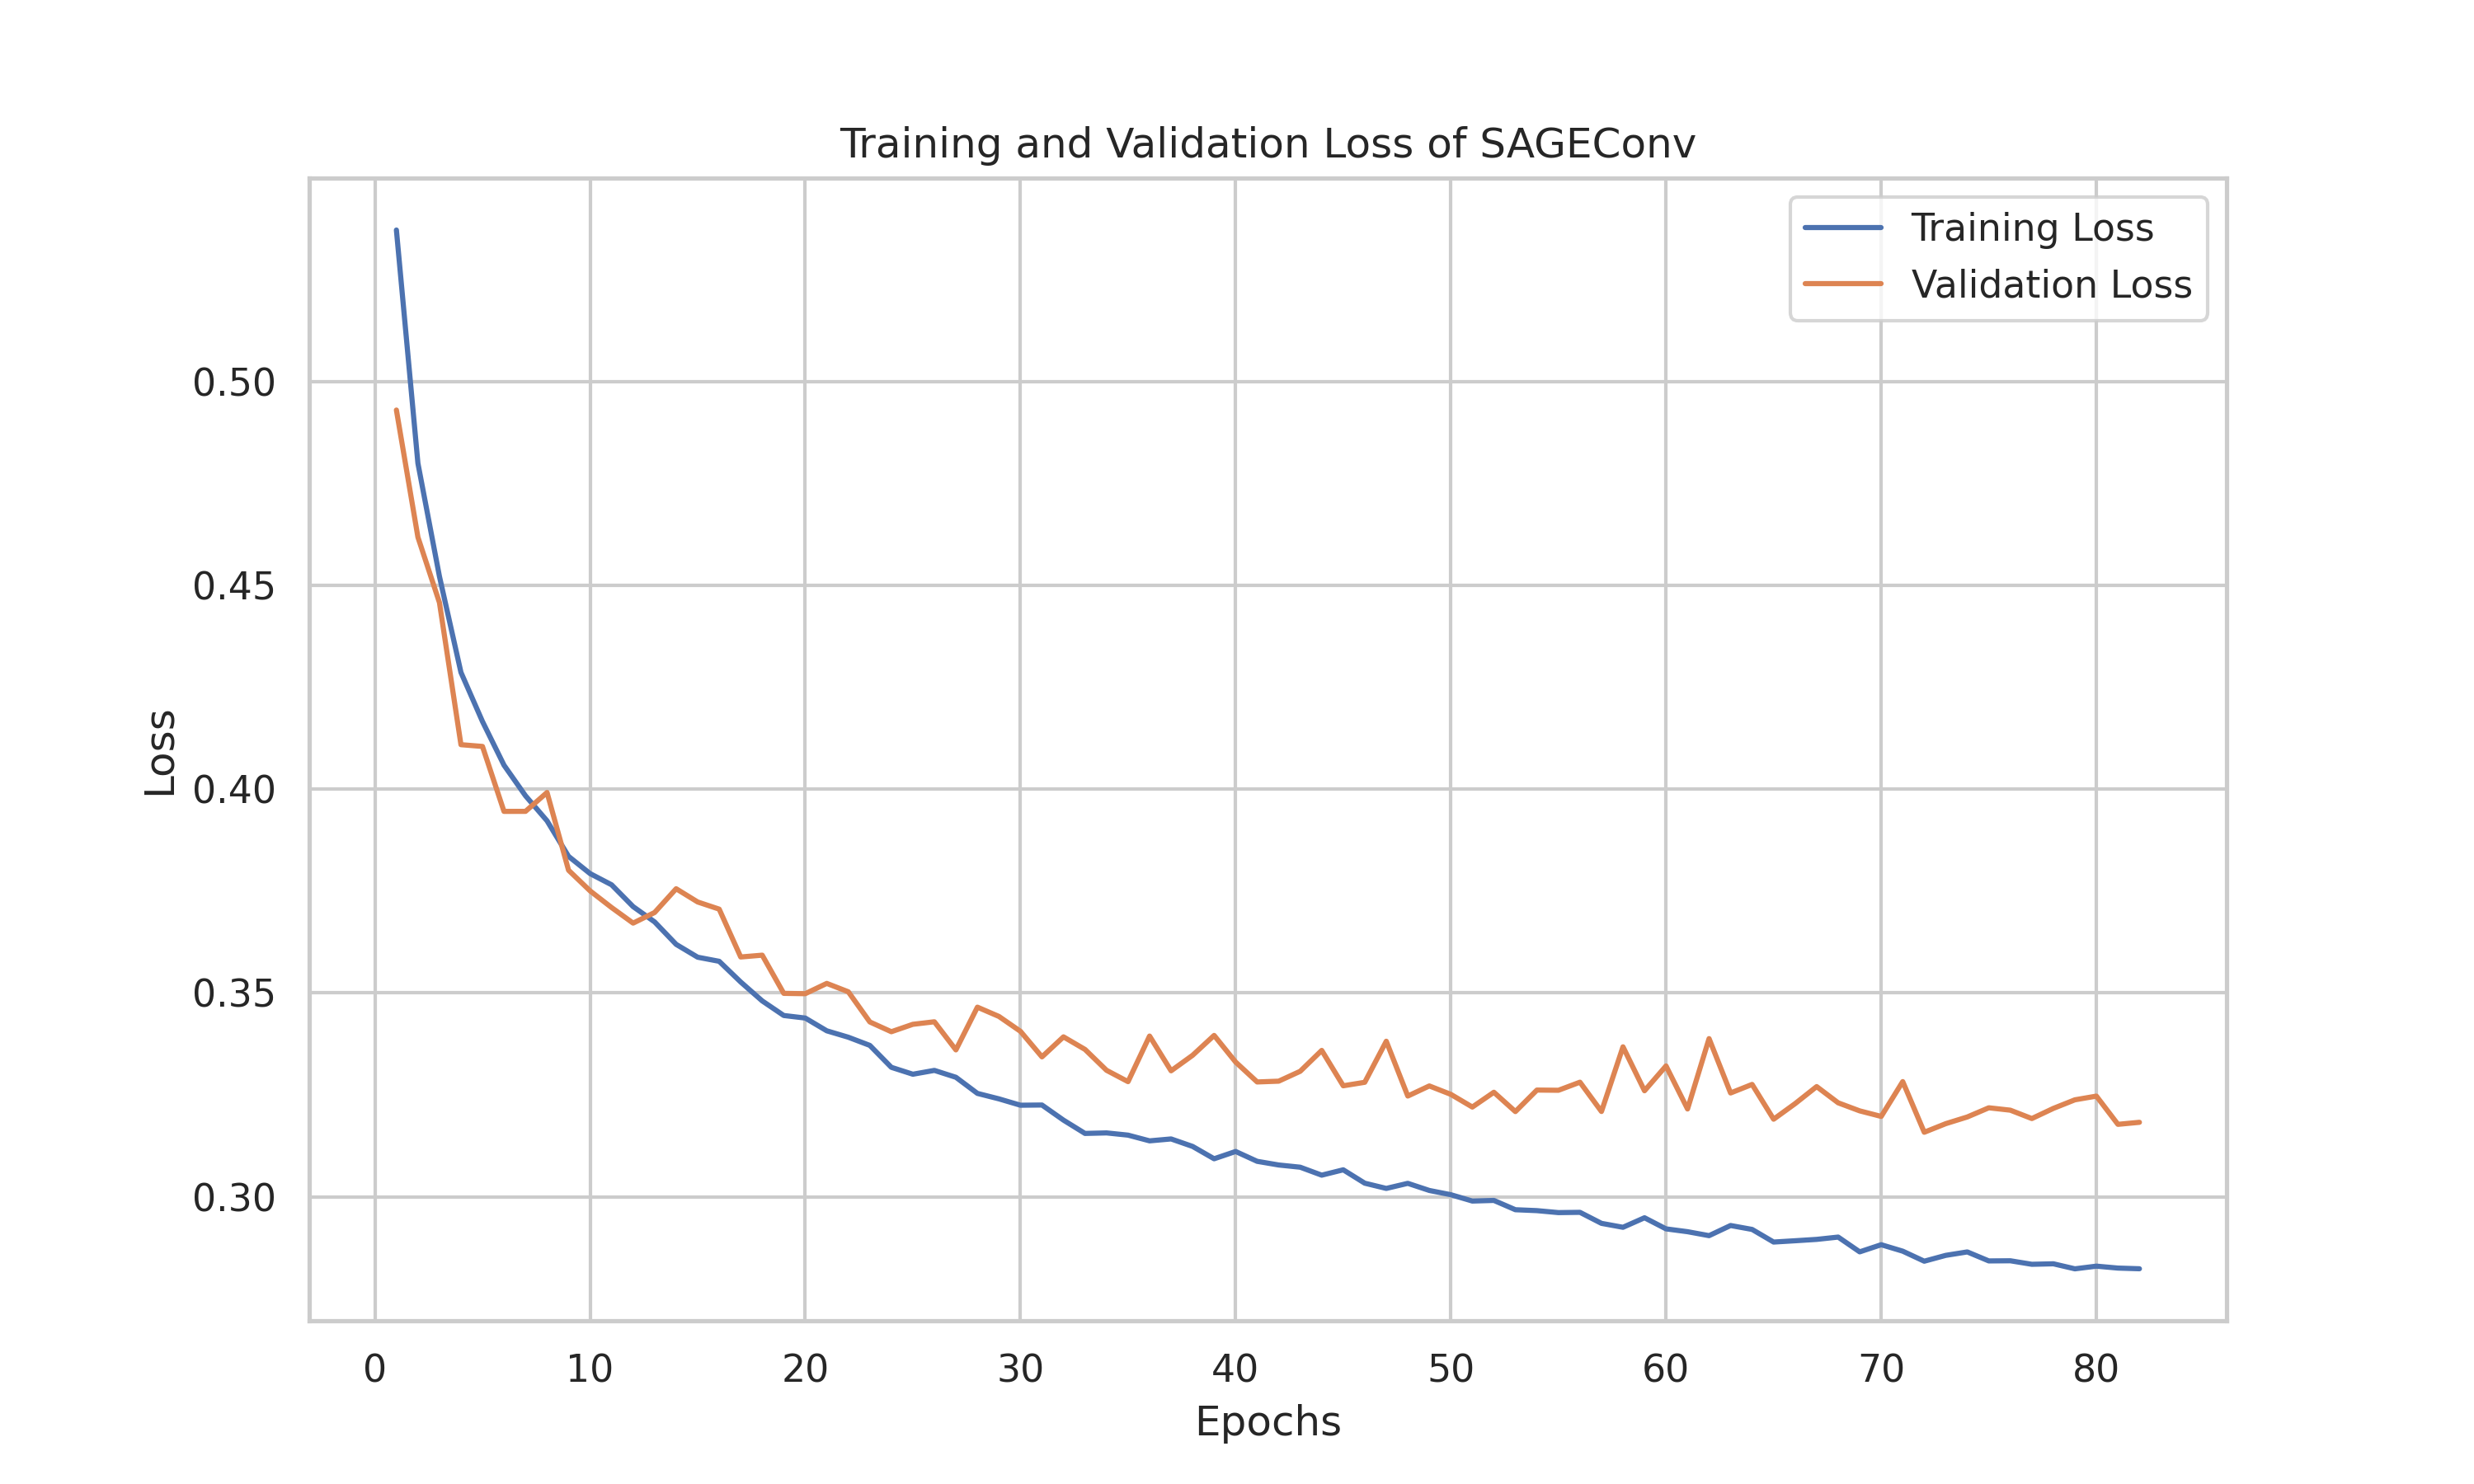 Training and Validation Loss of SAGEConv
Training Loss
Validation Loss
Loss
0.50
0.45
0.40
0.35
0.30
0 10 20 30 40 50 60 70 80
Epochs